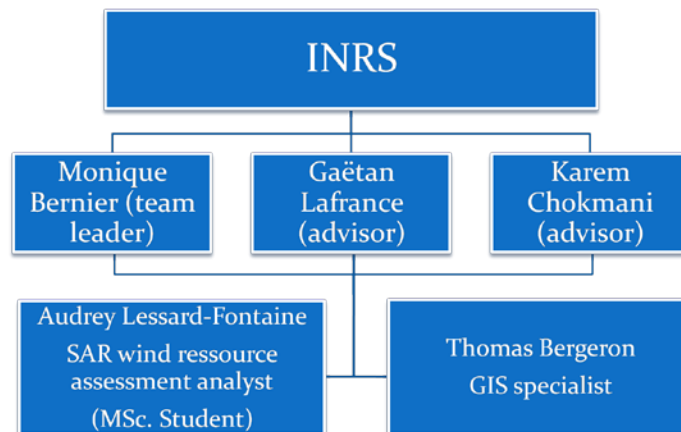 INRS
Monique
Bernier (team
leader)
Gaëtan
Lafrance
(advisor)
Karem
Chokmani
(advisor)
Audrey Lessard-Fontaine
SAR wind ressource
assessment analyst
(MSc. Student)
Thomas Bergeron
GIS specialist